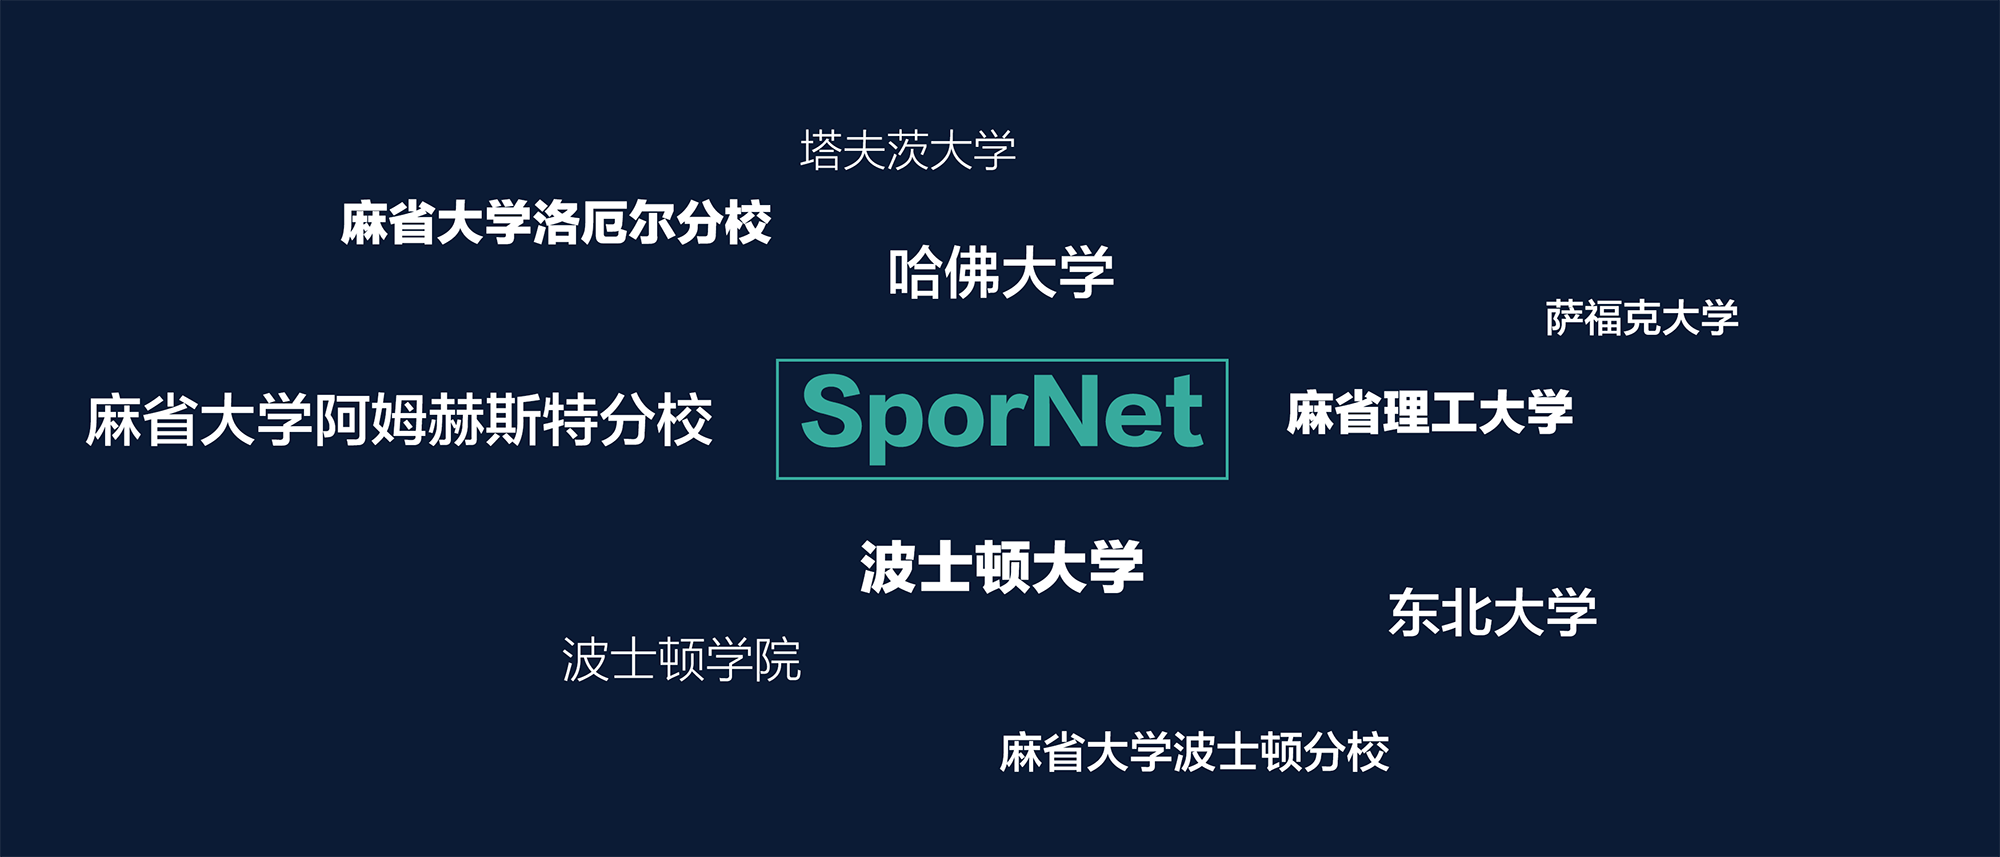 塔夫茨大学
麻省大学洛厄尔分校
哈佛大学
萨福克大学
麻省大学阿姆赫斯特分校
SporNet
麻省理工大学
波士顿大学
东北大学
波士顿学院
麻省大学波士顿分校